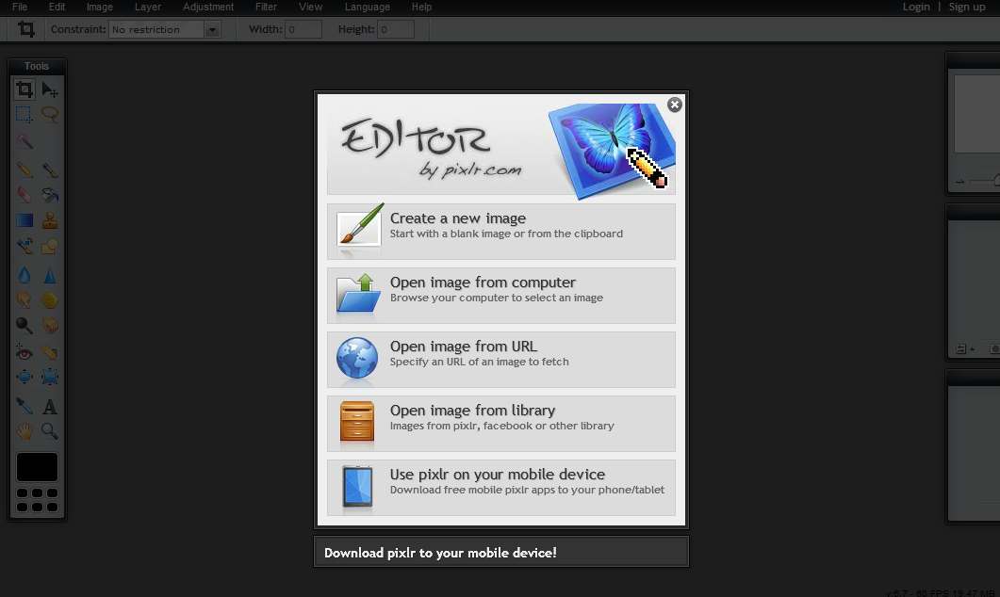 File Edit Image Layer Adjustment Filter View Language Help Login | Sign up
Constraint: No restriction Width: 0 Height: 0
Tools
EDITOR
by pixlr.com
Create a new image
Start with a blank image or from the clipboard
Open image from computer
Browse your computer to select an image
Open image from URL
Specify an URL of an image to fetch
Open image from library
Images from pixlr, facebook or other library
Use pixlr on your mobile device
Download free mobile pixlr apps to your phone/tablet
Download pixlr to your mobile device!
v:6.7 - 60 FPS 19.47 MB